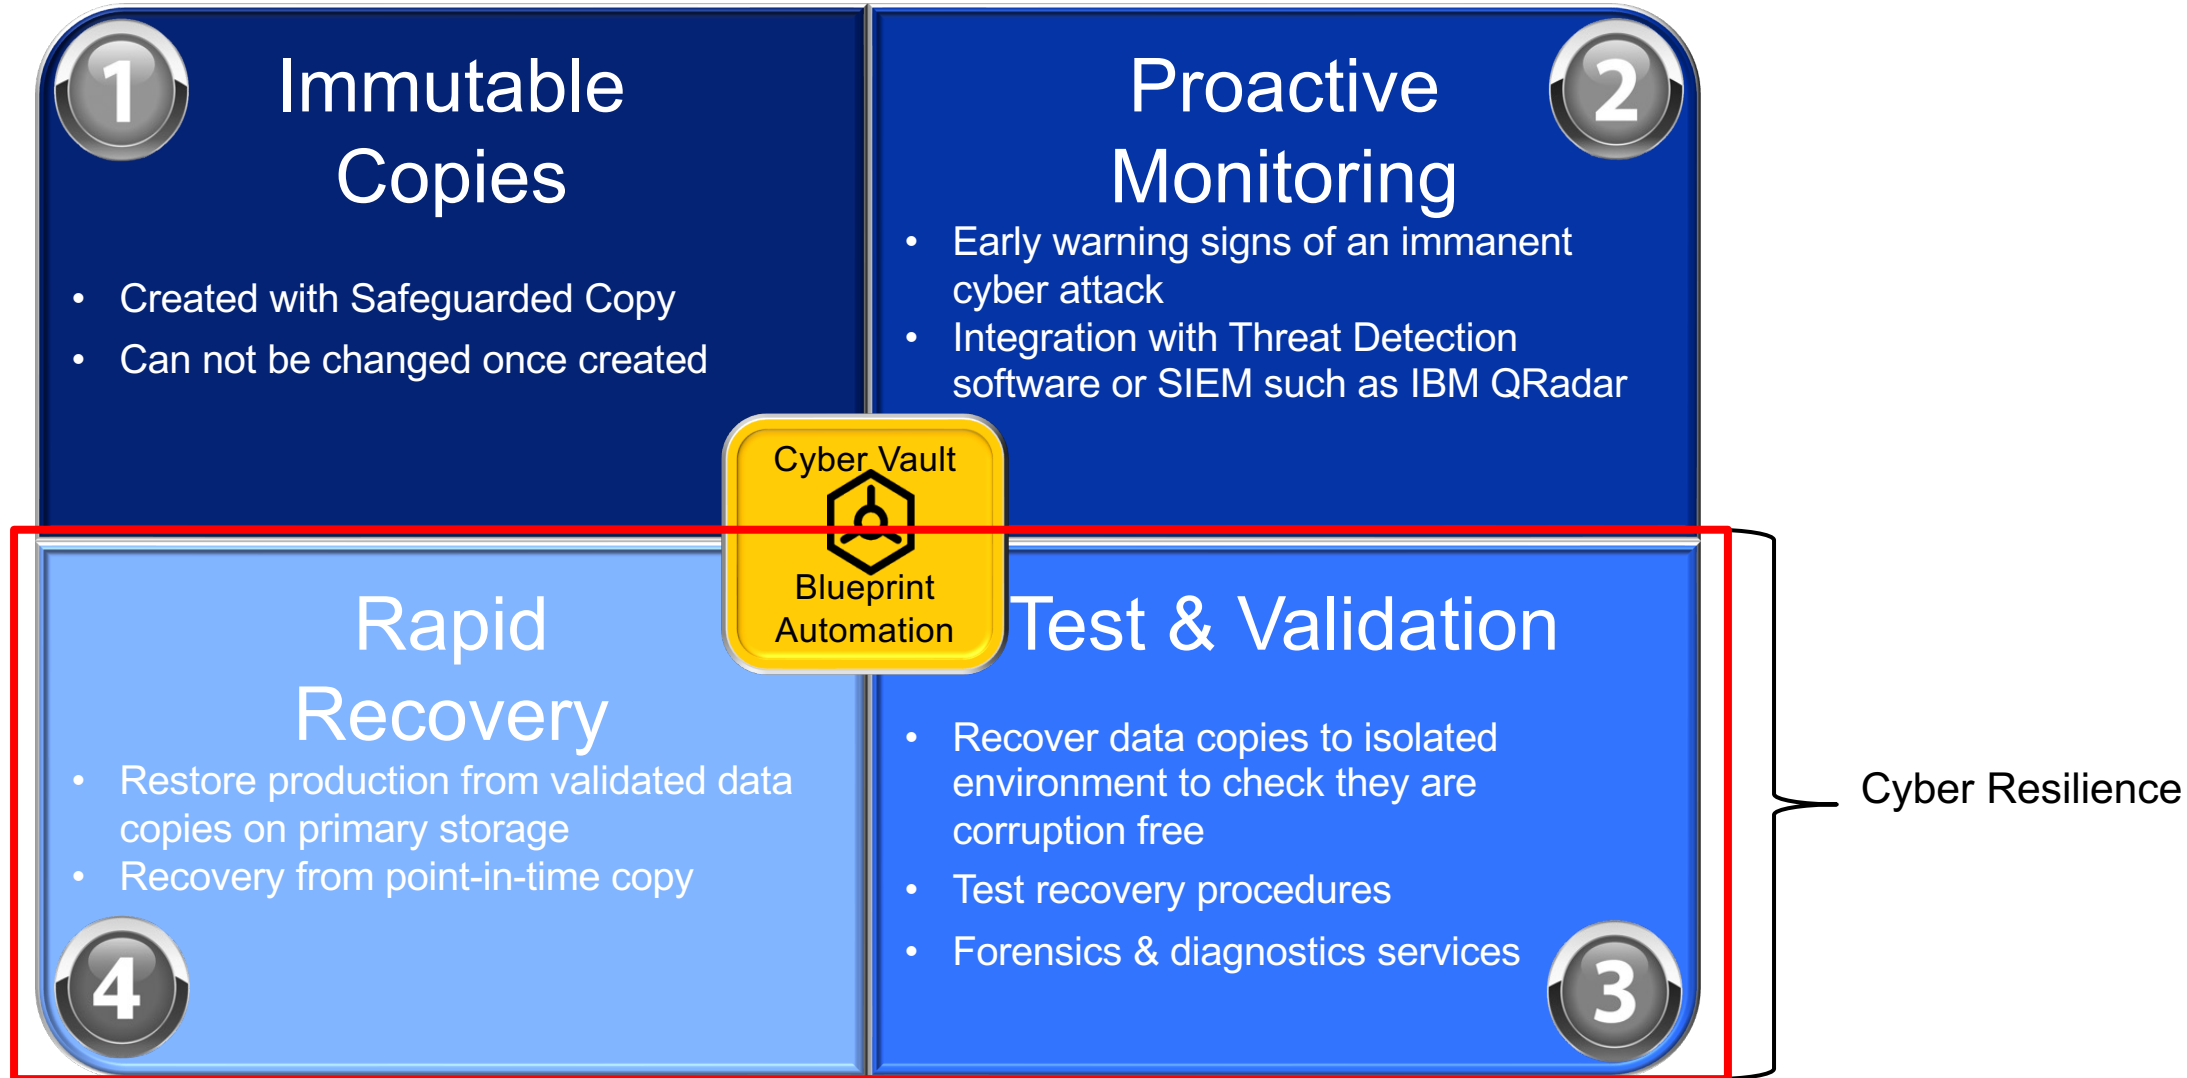 1
Immutable
Copies
• Created with Safeguarded Copy
• Can not be changed once created
2
Proactive
Monitoring
• Early warning signs of an immanent
cyber attack
• Integration with Threat Detection
software or SIEM such as IBM QRadar
Cyber Vault
Blueprint
Automation
Rapid
Recovery
• Restore production from validated data
copies on primary storage
• Recovery from point-in-time copy
4
Test & Validation
• Recover data copies to isolated
environment to check they are
corruption free
• Test recovery procedures
• Forensics & diagnostics services
3
Cyber Resilience